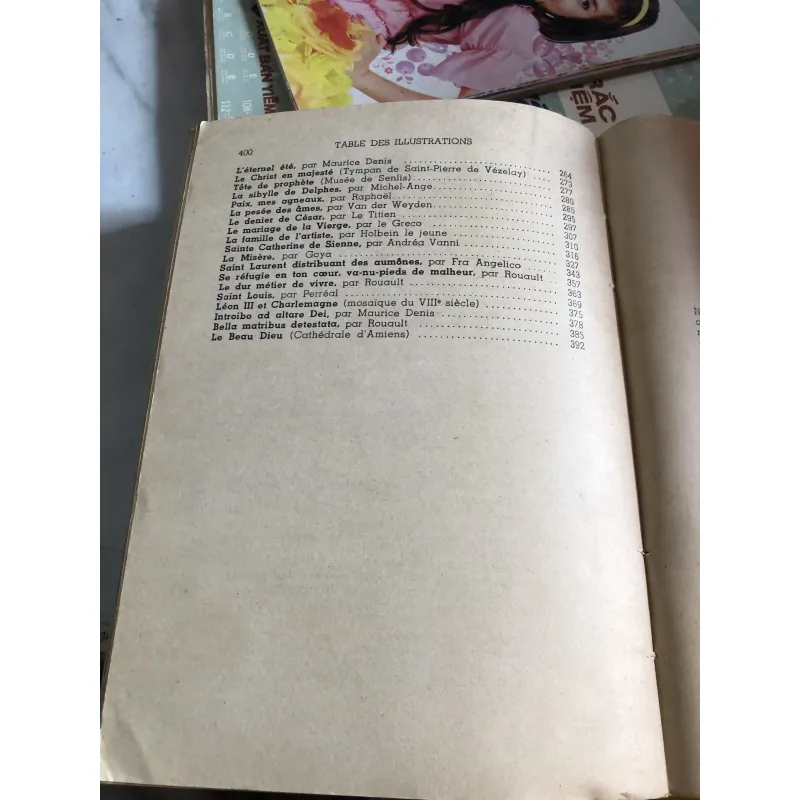 XUẤT BẢN YIỂM
BẮC
IỆM
400
TABLE DES ILLUSTRATIONS
L'éternel été, par Maurice Denis .......... 264
Le Christ en majesté (Tympan de Saint-Pierre de Vézelay) .......... 273
Tête de prophète (Musée de Senlis) .......... 277
La sibylle de Delphes, par Michel-Ange .......... 280
Paix, mes agneaux, par Raphaël .......... 285
La pesée des âmes, par Van der Weyden .......... 295
Le denier de César, par Le Titien .......... 297
Le mariage de la Vierge, par le Greco .......... 307
La famille de l'artiste, par Holbein le jeune .......... 310
Sainte Catherine de Sienne, par Andréa Vanni .......... 316
La Misère, par Goya .......... 327
Saint Laurent distribuant des aumônes, par Fra Angelico .......... 343
Se réfugie en ton cœur, va-nu-pieds de malheur, par Rouault .......... 357
Le dur métier de vivre, par Rouault .......... 363
Saint Louis, par Perréal .......... 369
Léon III et Charlemagne (mosaïque du VIIIe siècle) .......... 375
Introibo ad altare Dei, par Maurice Denis .......... 378
Bella matribus detestata, par Rouault .......... 385
Le Beau Dieu (Cathédrale d'Amiens) .......... 392